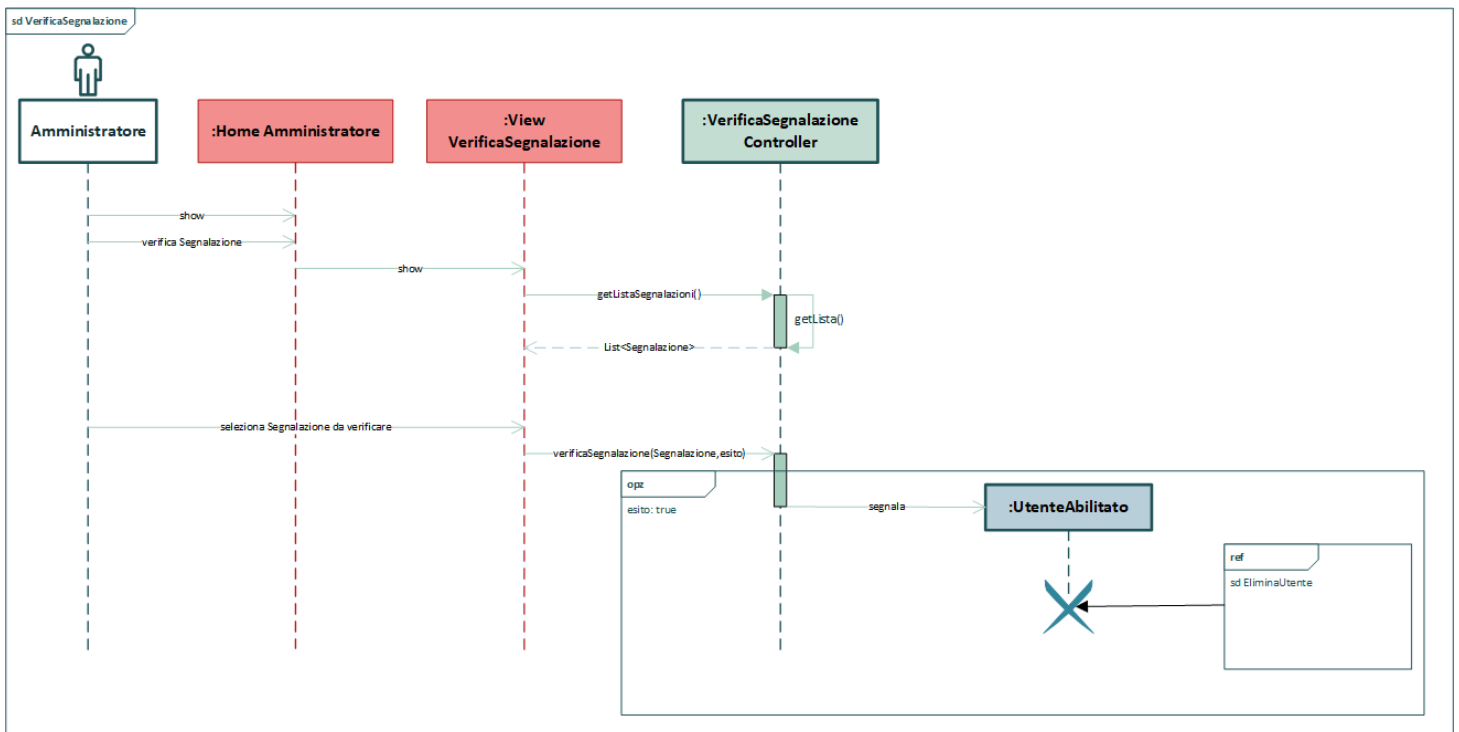 sd VerificaSegnalazione
Amministratore
:Home Amministratore
:View
VerificaSegnalazione
:VerificaSegnalazione
Controller
show
verifica Segnalazione
show
getListaSegnalazioni()
getLista()
List<Segnalazione>
seleziona Segnalazione da verificare
verificaSegnalazione(Segnalazione,esito)
opz
esito: true
segnala
:UtenteAbilitato
ref
sd EliminaUtente